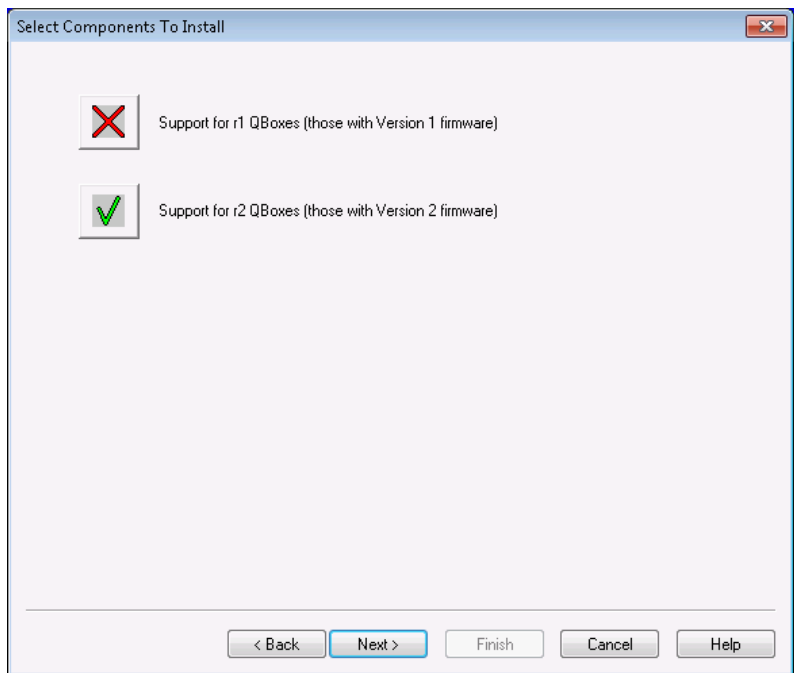 Select Components To Install
Support for r1 QBoxes (those with Version 1 firmware)
Support for r2 QBoxes (those with Version 2 firmware)
< Back Next > Finish Cancel Help